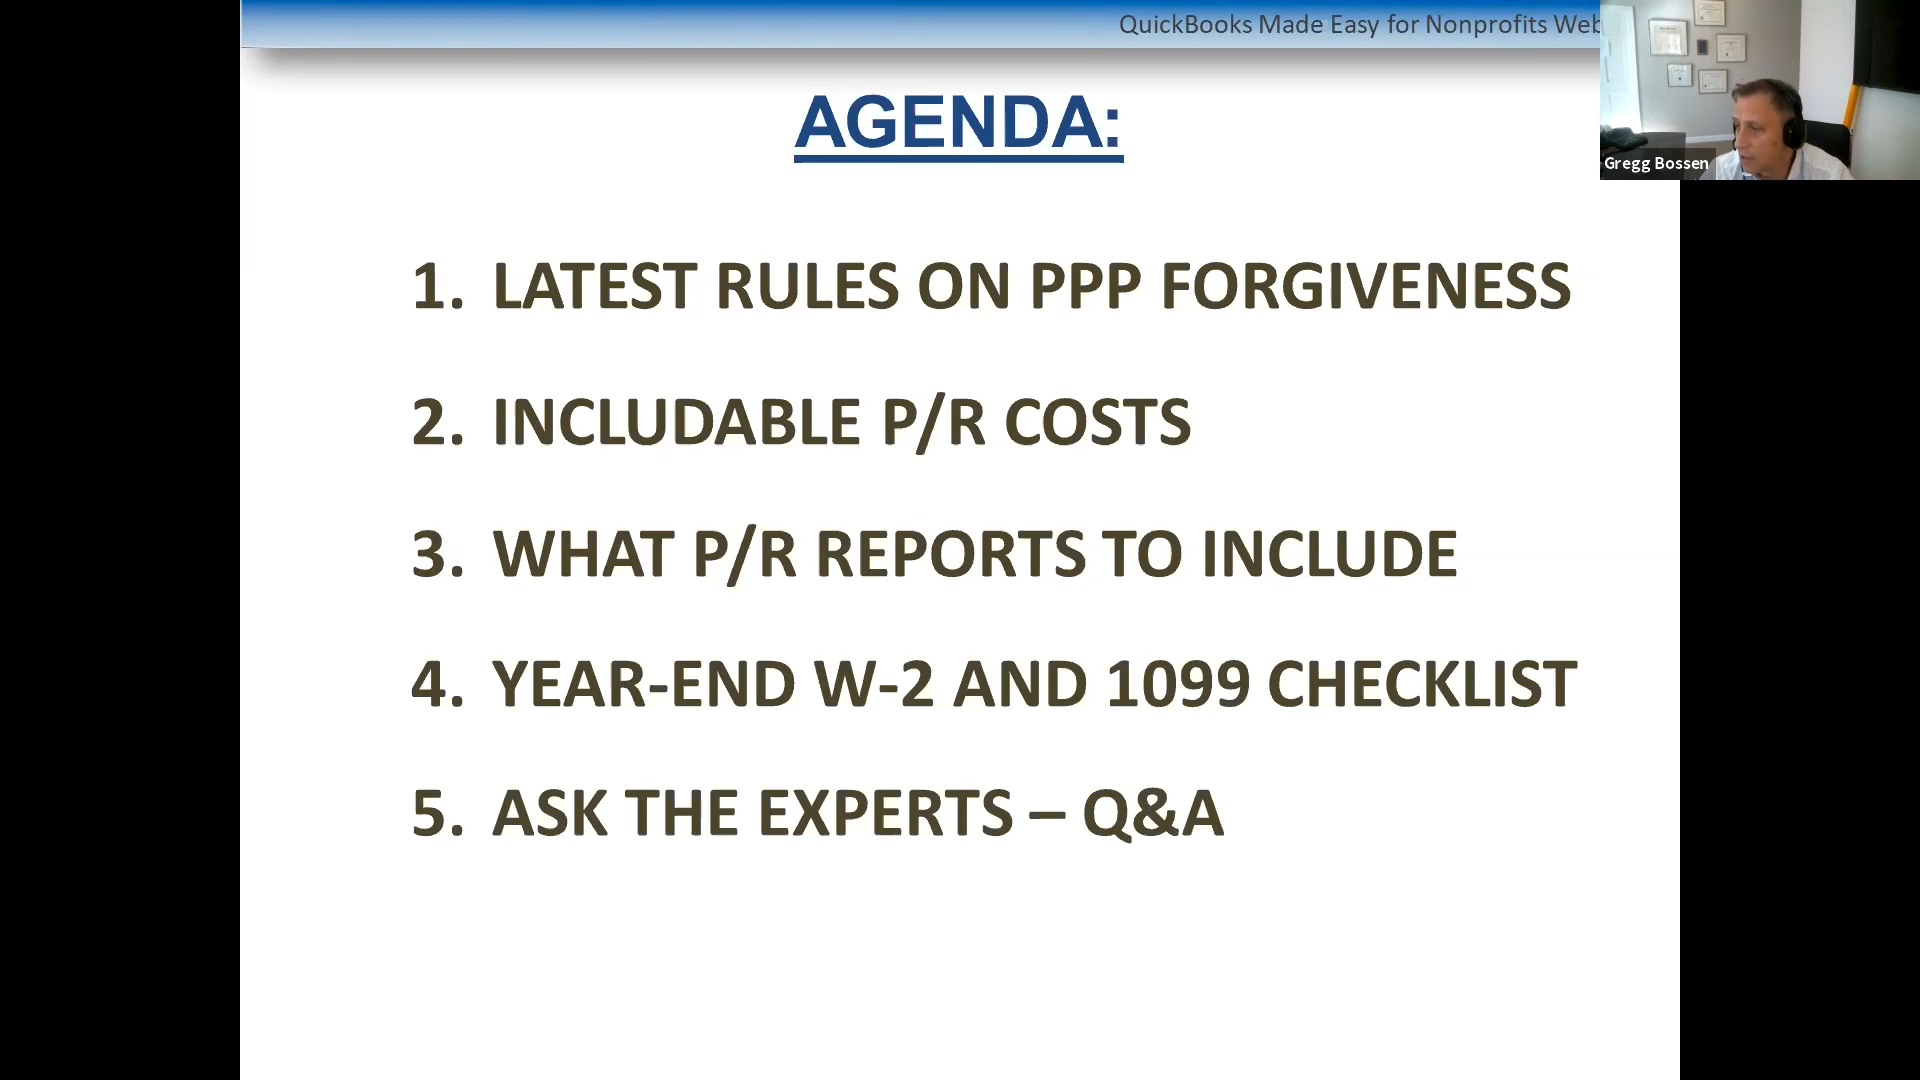 QuickBooks Made Easy for Nonprofits
Gregg Bossen
AGENDA:
1. LATEST RULES ON PPP FORGIVENESS
2. INCLUDABLE P/R COSTS
3. WHAT P/R REPORTS TO INCLUDE
4. YEAR-END W-2 AND 1099 CHECKLIST
5. ASK THE EXPERTS – Q&A